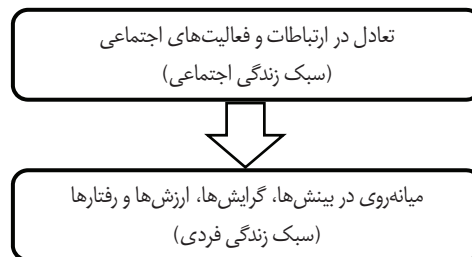 تعادل در ارتباطات و فعالیت‌های اجتماعی
(سبک زندگی اجتماعی)
میانه‌روی در بینش‌ها، گرایش‌ها، ارزش‌ها و رفتارها
(سبک زندگی فردی)